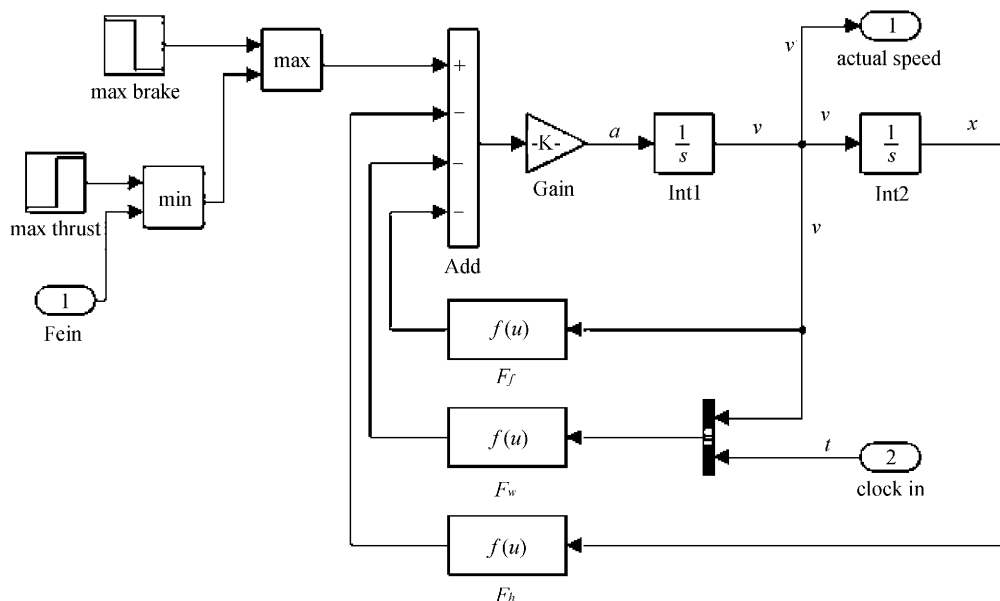 max brake
max
+
−
−
−
Add
max thrust
min
1
Fein
-K-
Gain
a
1
s
Int1
v
v
v
1
actual speed
1
s
Int2
x
v
f(u)
Ff
f(u)
Fw
t
2
clock in
f(u)
Fh